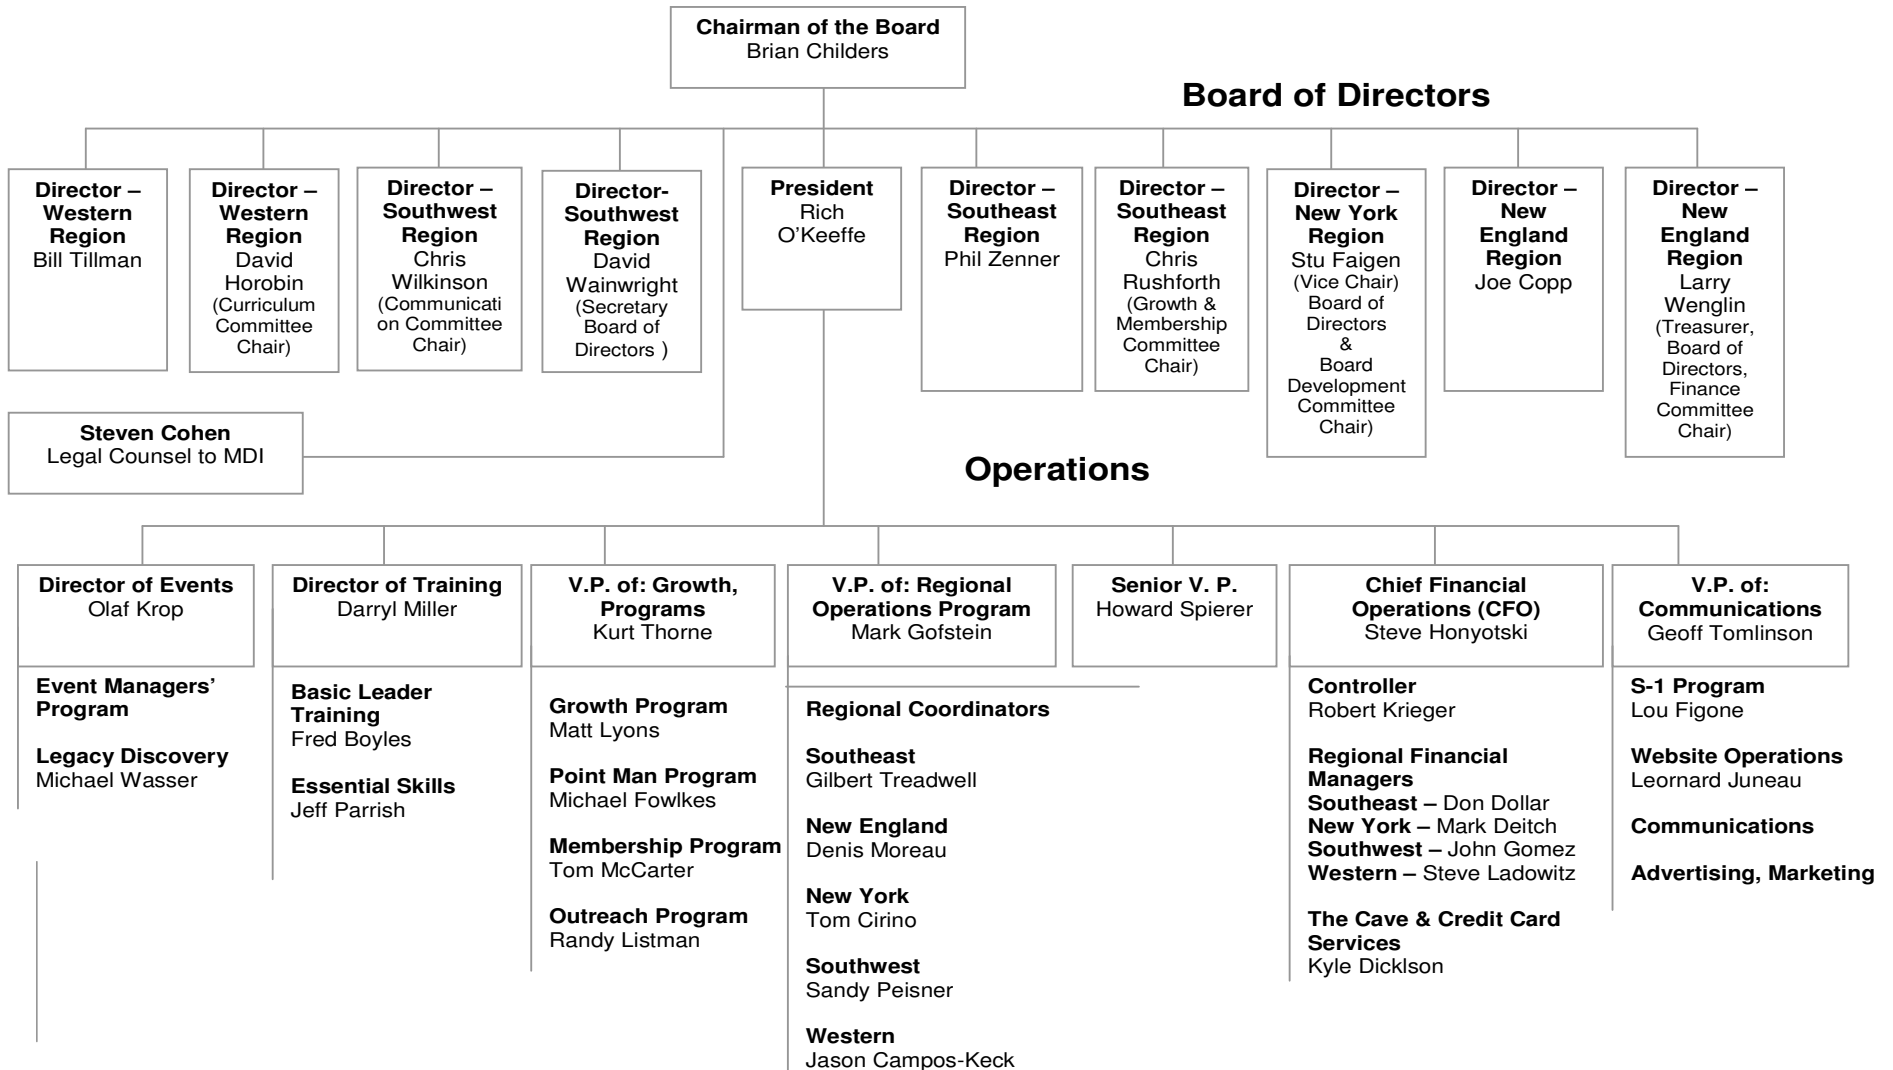 Chairman of the Board
Brian Childers
Board of Directors
Director –
Western
Region
Bill Tillman
Director –
Western
Region
David
Horobin
(Curriculum
Committee
Chair)
Director –
Southwest
Region
Chris
Wilkinson
(Communicati
on Committee
Chair)
Director-
Southwest
Region
David
Wainwright
(Secretary
Board of
Directors )
President
Rich
O'Keeffe
Director –
Southeast
Region
Phil Zenner
Director –
Southeast
Region
Chris
Rushforth
(Growth &
Membership
Committee
Chair)
Director –
New York
Region
Stu Faigen
(Vice Chair)
Board of
Directors
&
Board
Development
Committee
Chair)
Director –
New
England
Region
Joe Copp
Director –
New
England
Region
Larry
Wenglin
(Treasurer,
Board of
Directors,
Finance
Committee
Chair)
Steven Cohen
Legal Counsel to MDI
Operations
Director of Events
Olaf Krop
Event Managers'
Program
Legacy Discovery
Michael Wasser
Director of Training
Darryl Miller
Basic Leader
Training
Fred Boyles
Essential Skills
Jeff Parrish
V.P. of: Growth,
Programs
Kurt Thorne
Growth Program
Matt Lyons
Point Man Program
Michael Fowlkes
Membership Program
Tom McCarter
Outreach Program
Randy Listman
V.P. of: Regional
Operations Program
Mark Gofstein
Regional Coordinators
Southeast
Gilbert Treadwell
New England
Denis Moreau
New York
Tom Cirino
Southwest
Sandy Peisner
Western
Jason Campos-Keck
Senior V. P.
Howard Spierer
Chief Financial
Operations (CFO)
Steve Honyotski
Controller
Robert Krieger
Regional Financial
Managers
Southeast – Don Dollar
New York – Mark Deitch
Southwest – John Gomez
Western – Steve Ladowitz
The Cave & Credit Card
Services
Kyle Dicklson
V.P. of:
Communications
Geoff Tomlinson
S-1 Program
Lou Figone
Website Operations
Leornard Juneau
Communications
Advertising, Marketing